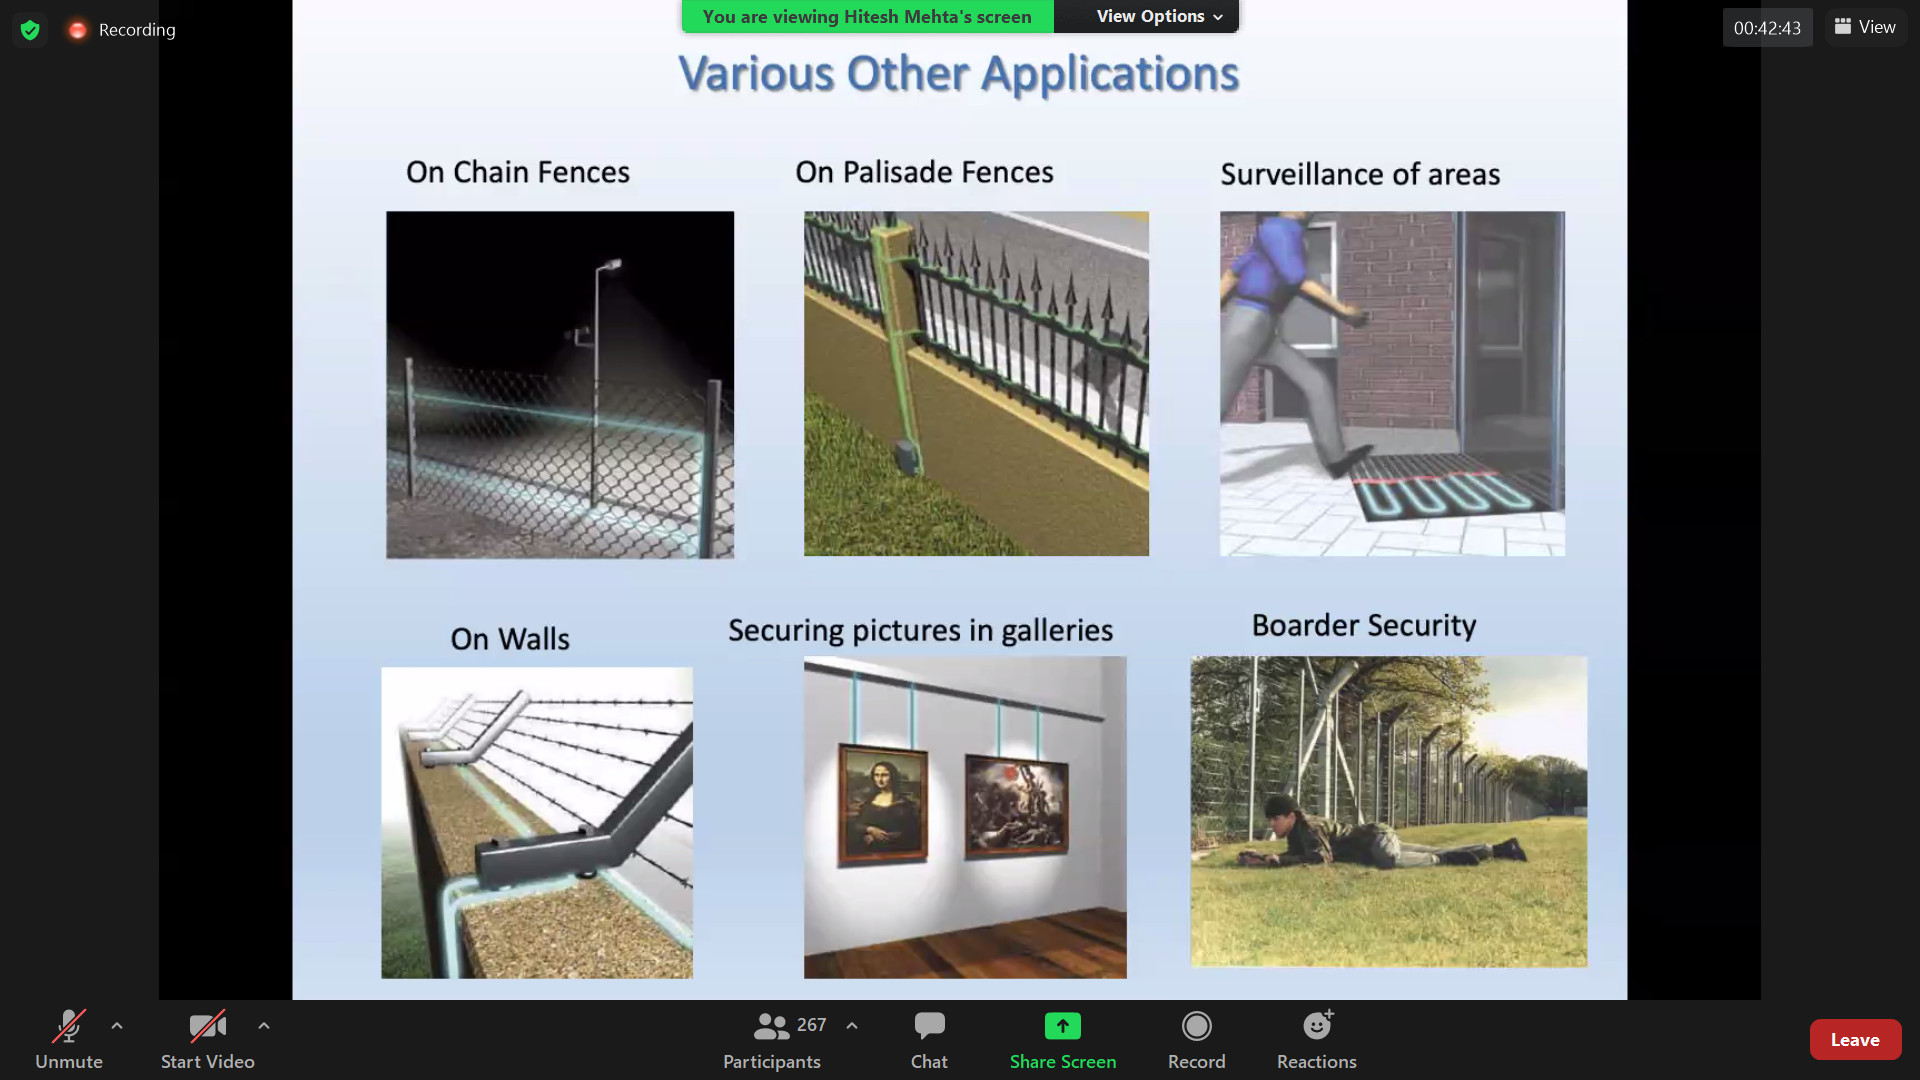 Recording
You are viewing Hitesh Mehta's screen
View Options
00:42:43
View
Various Other Applications
On Chain Fences
On Palisade Fences
Surveillance of areas
On Walls
Securing pictures in galleries
Boarder Security
Unmute
Start Video
267
Participants
Chat
Share Screen
Record
Reactions
Leave